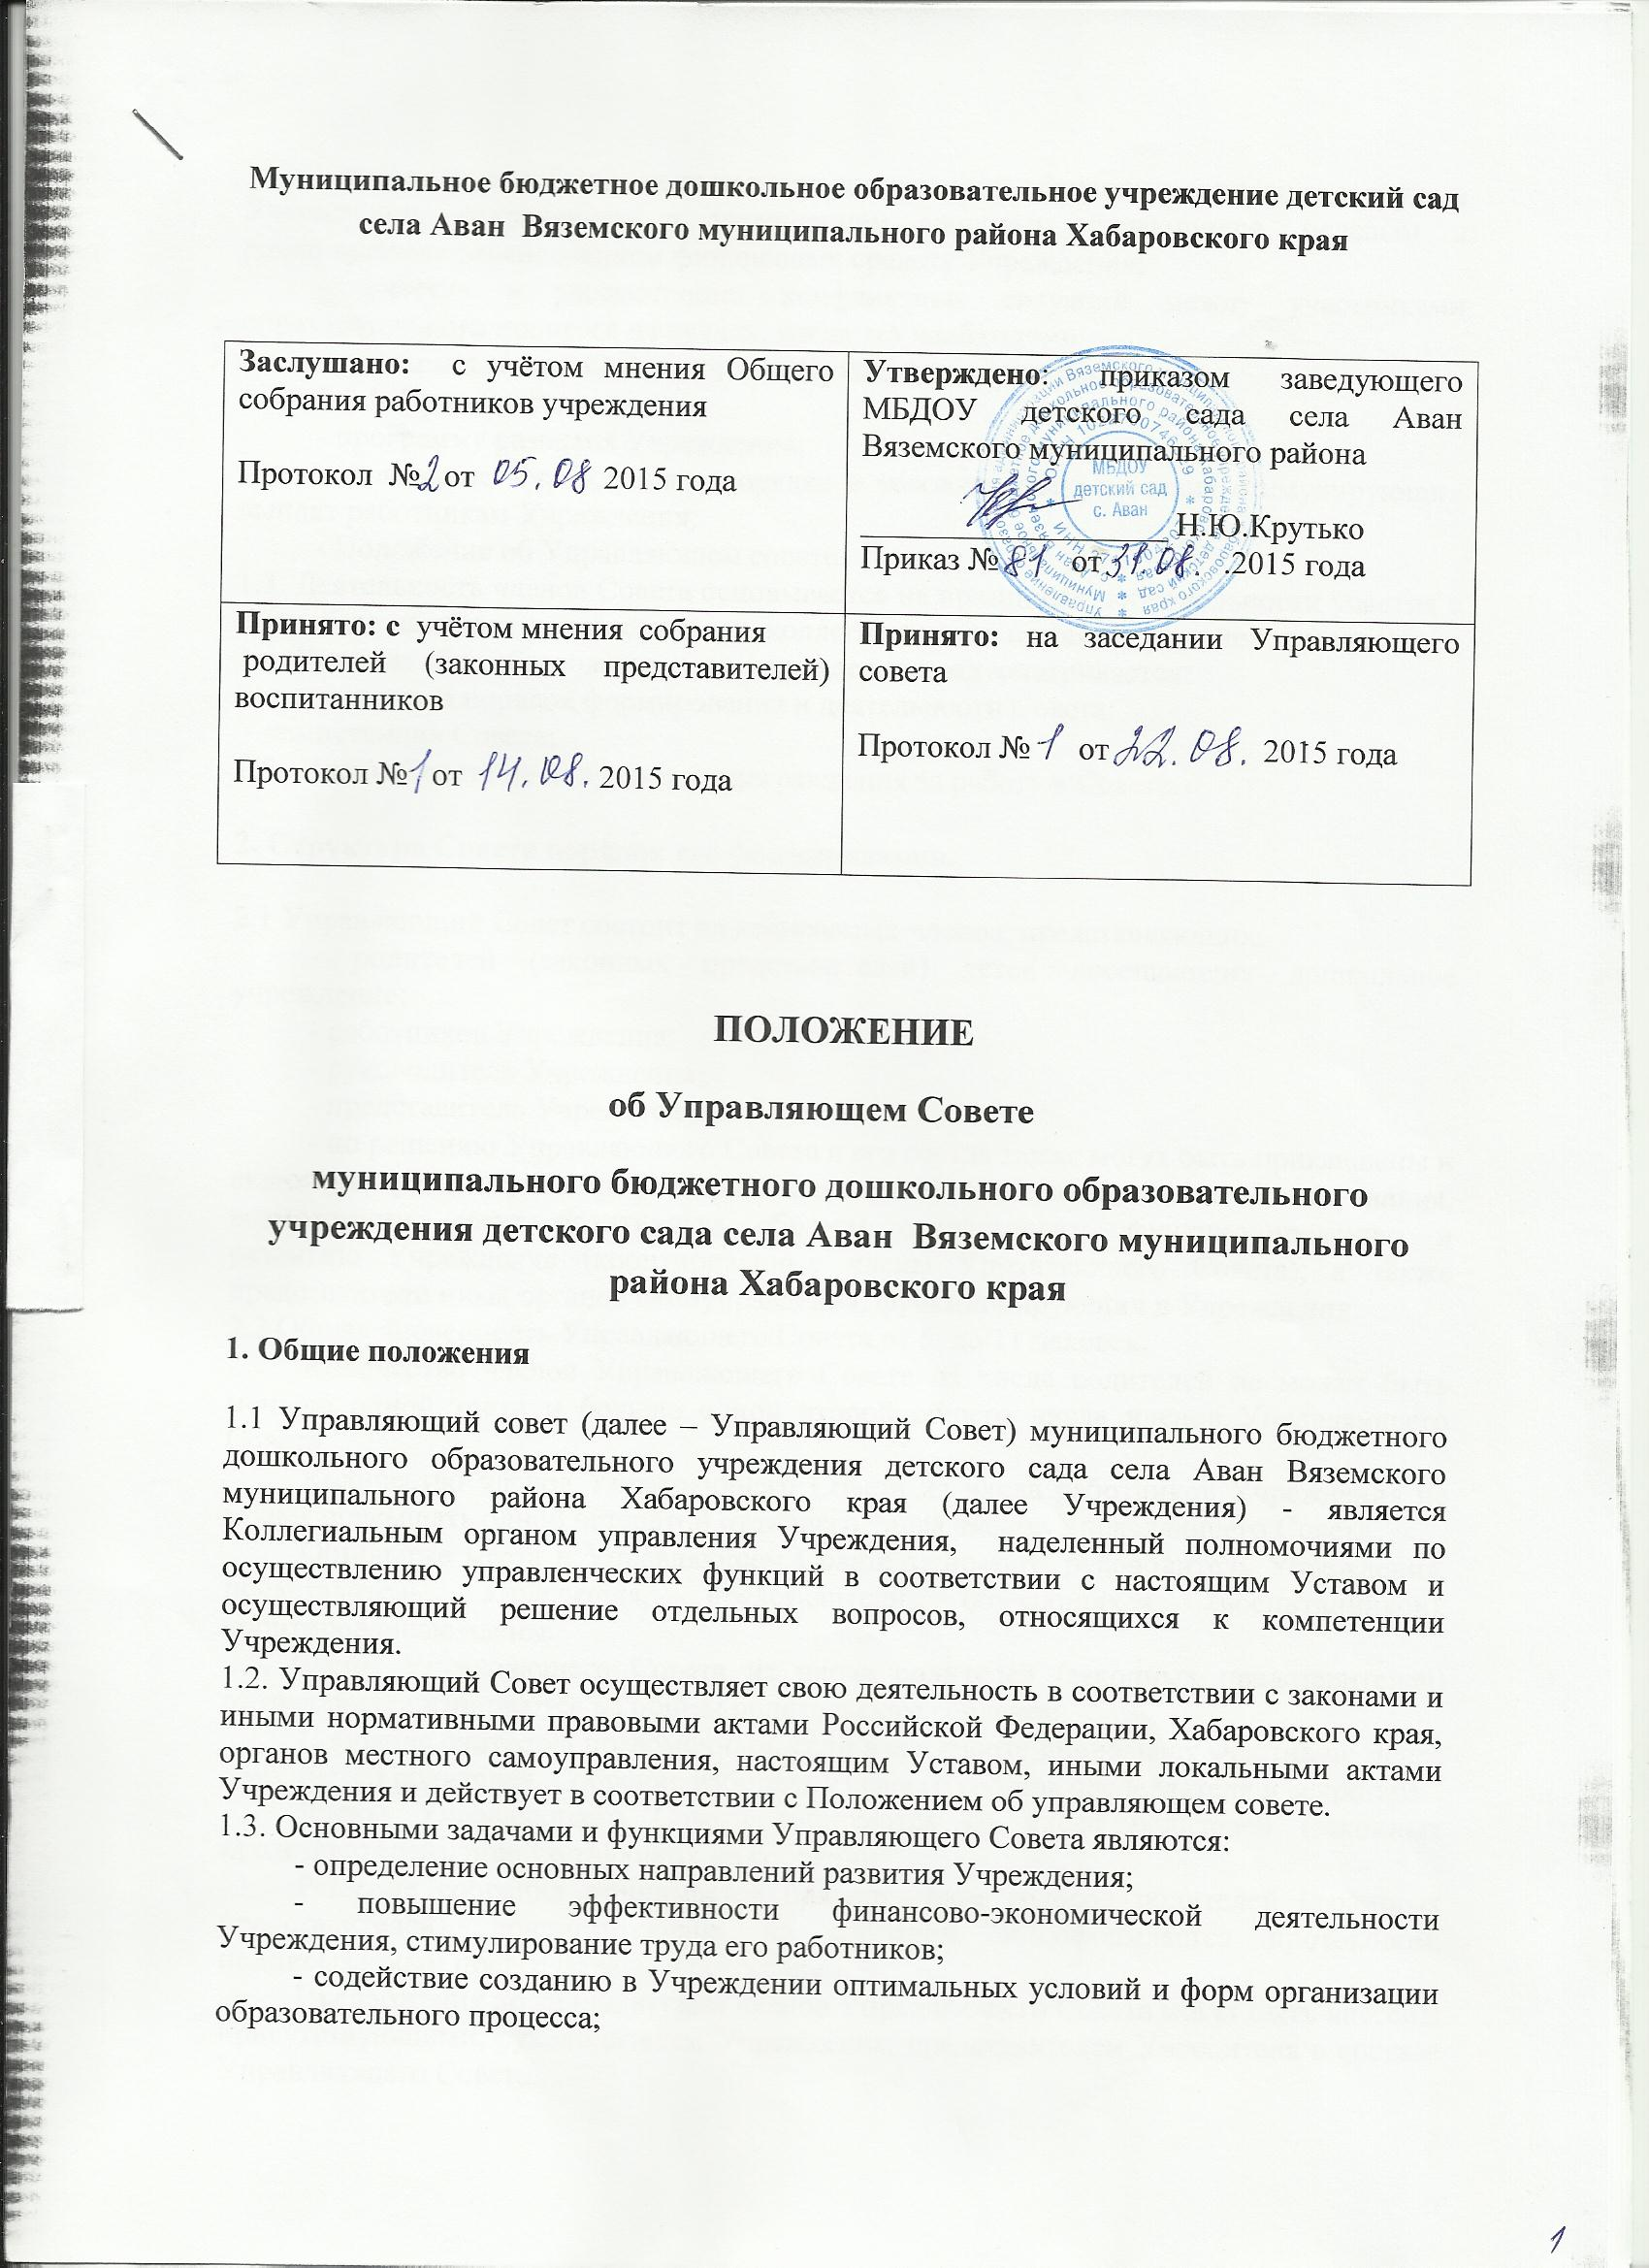 Муниципальное бюджетное дошкольное образовательное учреждение детский сад
села Аван Вяземского муниципального района Хабаровского края
Заслушано: с учётом мнения Общего
собрания работников учреждения
Протокол №2 от 05.08 2015 года
Утверждено: приказом заведующего
МБДОУ детского сада села Аван
Вяземского муниципального района
МБДОУ
детский сад
с. Аван
Н.Ю.Крутько
Приказ № 81 от 31.08. .2015 года
Принято: с учётом мнения собрания
родителей (законных представителей)
воспитанников
Протокол №1 от 14.08. 2015 года
Принято: на заседании Управляющего
совета
Протокол № 1 от 22.08. 2015 года
ПОЛОЖЕНИЕ
об Управляющем Совете
муниципального бюджетного дошкольного образовательного
учреждения детского сада села Аван Вяземского муниципального
района Хабаровского края
1. Общие положения
1.1 Управляющий совет (далее – Управляющий Совет) муниципального бюджетного
дошкольного образовательного учреждения детского сада села Аван Вяземского
муниципального района Хабаровского края (далее Учреждения) - является
Коллегиальным органом управления Учреждения, наделенный полномочиями по
осуществлению управленческих функций в соответствии с настоящим Уставом и
осуществляющий решение отдельных вопросов, относящихся к компетенции
Учреждения.
1.2. Управляющий Совет осуществляет свою деятельность в соответствии с законами и
иными нормативными правовыми актами Российской Федерации, Хабаровского края,
органов местного самоуправления, настоящим Уставом, иными локальными актами
Учреждения и действует в соответствии с Положением об управляющем совете.
1.3. Основными задачами и функциями Управляющего Совета являются:
- определение основных направлений развития Учреждения;
- повышение эффективности финансово-экономической деятельности
Учреждения, стимулирование труда его работников;
- содействие созданию в Учреждении оптимальных условий и форм организации
образовательного процесса;
1